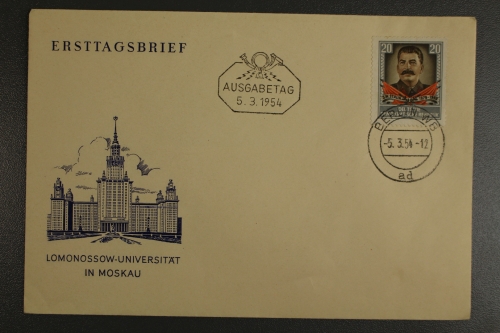 ERSTTAGSBRIEF
AUSGABETAG
5.3.1954
20 20
-5.3.54-12
ad
LOMONOSSOW-UNIVERSITÄT
IN MOSKAU